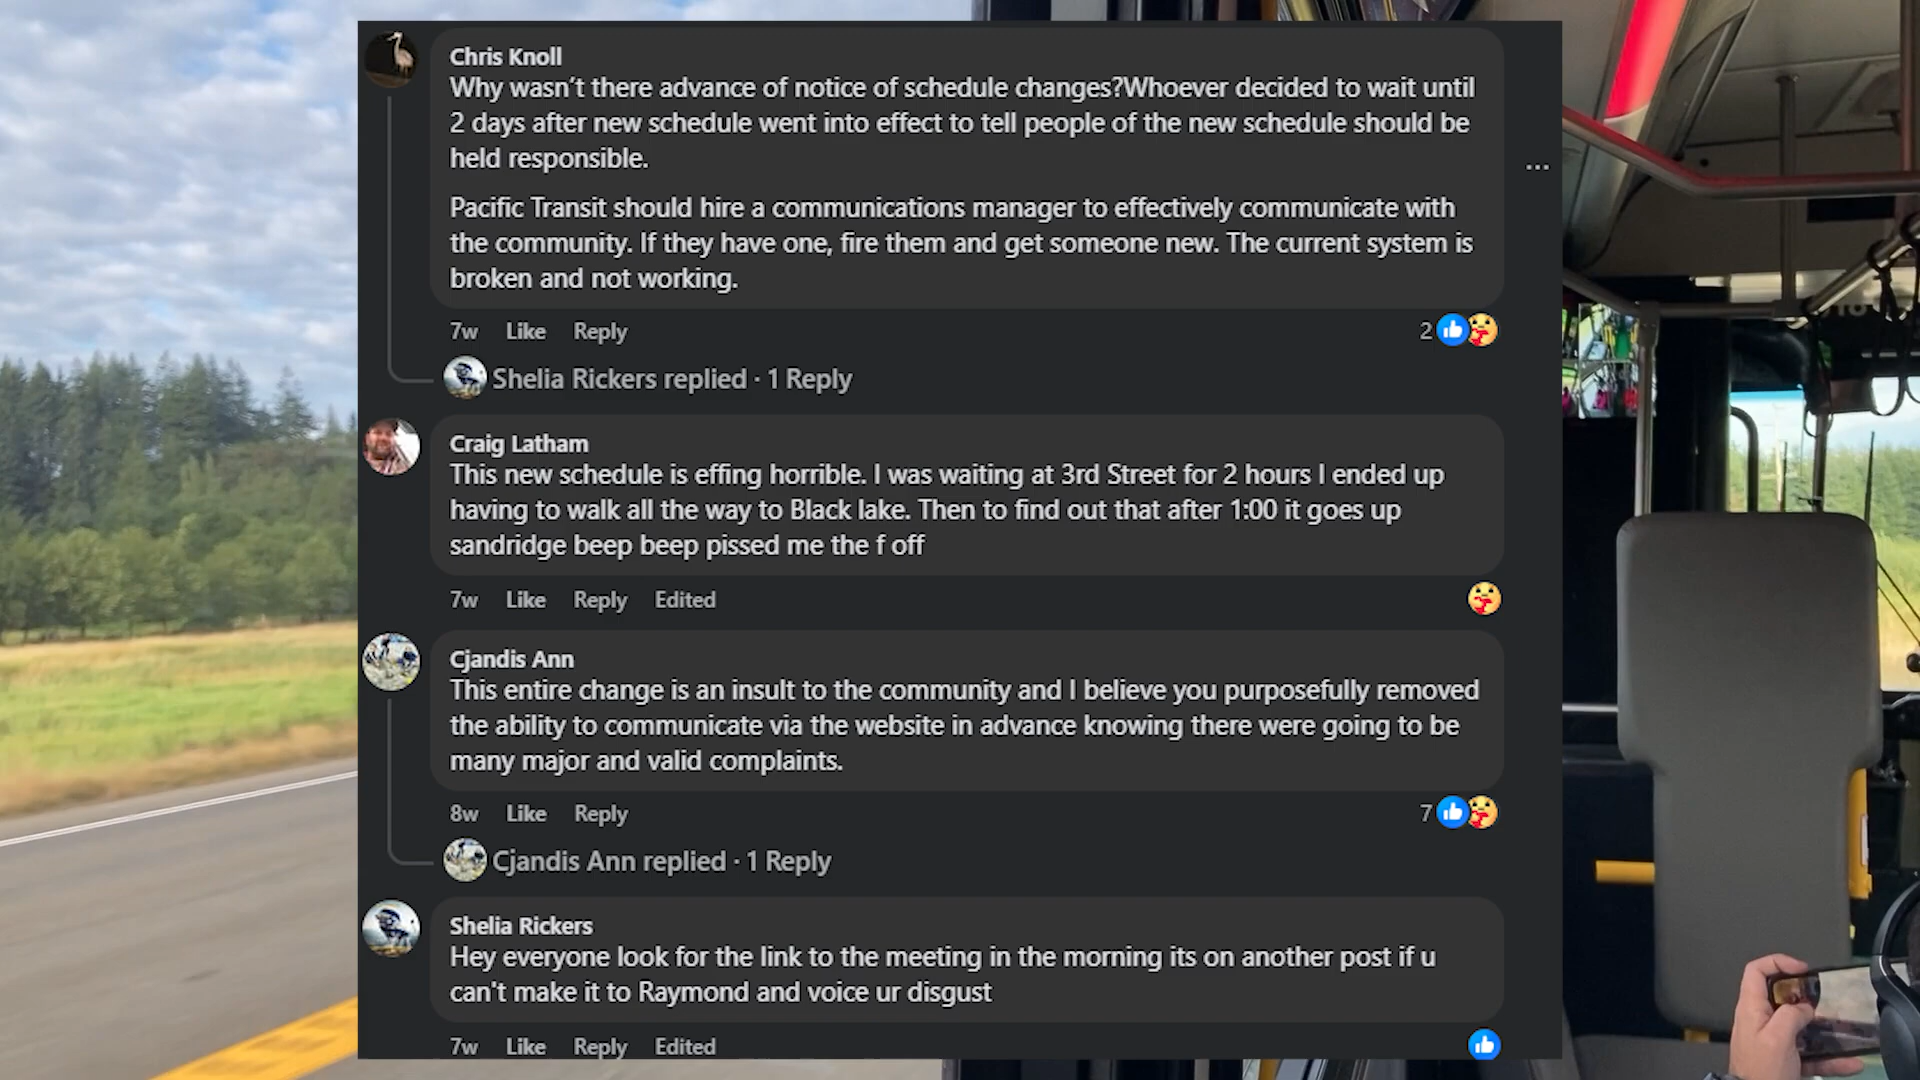 Chris Knoll
Why wasn’t there advance of notice of schedule changes?Whoever decided to wait until
2 days after new schedule went into effect to tell people of the new schedule should be
held responsible.
Pacific Transit should hire a communications manager to effectively communicate with
the community. If they have one, fire them and get someone new. The current system is
broken and not working.
...
7w Like Reply 2
Shelia Rickers replied · 1 Reply
Craig Latham
This new schedule is effing horrible. I was waiting at 3rd Street for 2 hours I ended up
having to walk all the way to Black lake. Then to find out that after 1:00 it goes up
sandridge beep beep pissed me the f off
7w Like Reply Edited
Cjandis Ann
This entire change is an insult to the community and I believe you purposefully removed
the ability to communicate via the website in advance knowing there were going to be
many major and valid complaints.
8w Like Reply 7
Cjandis Ann replied · 1 Reply
Shelia Rickers
Hey everyone look for the link to the meeting in the morning its on another post if u
can't make it to Raymond and voice ur disgust
7w Like Reply Edited